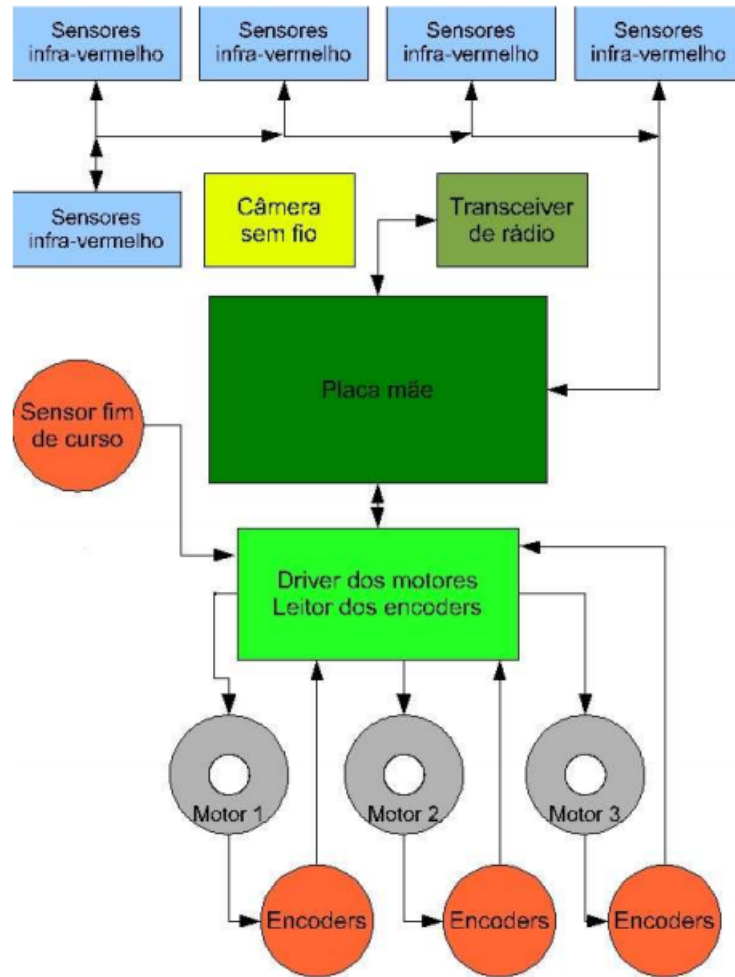 Sensores
infra-vermelho
Sensores
infra-vermelho
Sensores
infra-vermelho
Sensores
infra-vermelho
Sensores
infra-vermelho
Câmera
sem fio
Transceiver
de rádio
Placa mãe
Sensor fim
de curso
Driver dos motores
Leitor dos encoders
Motor 1
Motor 2
Motor 3
Encoders
Encoders
Encoders